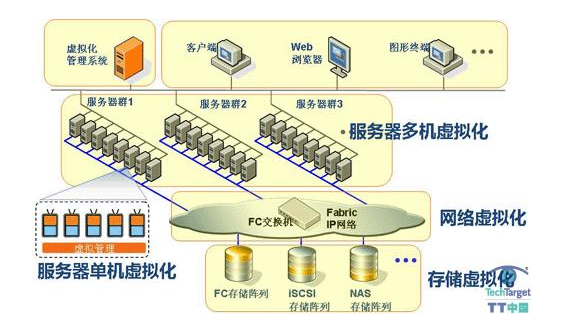 虚拟化
管理系统
客户端
Web
浏览器
图形终端
服务器群1
服务器群2
服务器群3
服务器多机虚拟化
FC交换机
Fabric
IP网络
网络虚拟化
虚拟管理
服务器单机虚拟化
FC存储阵列
iSCSI
存储阵列
NAS
存储阵列
存储虚拟化
TechTarget
TT中国